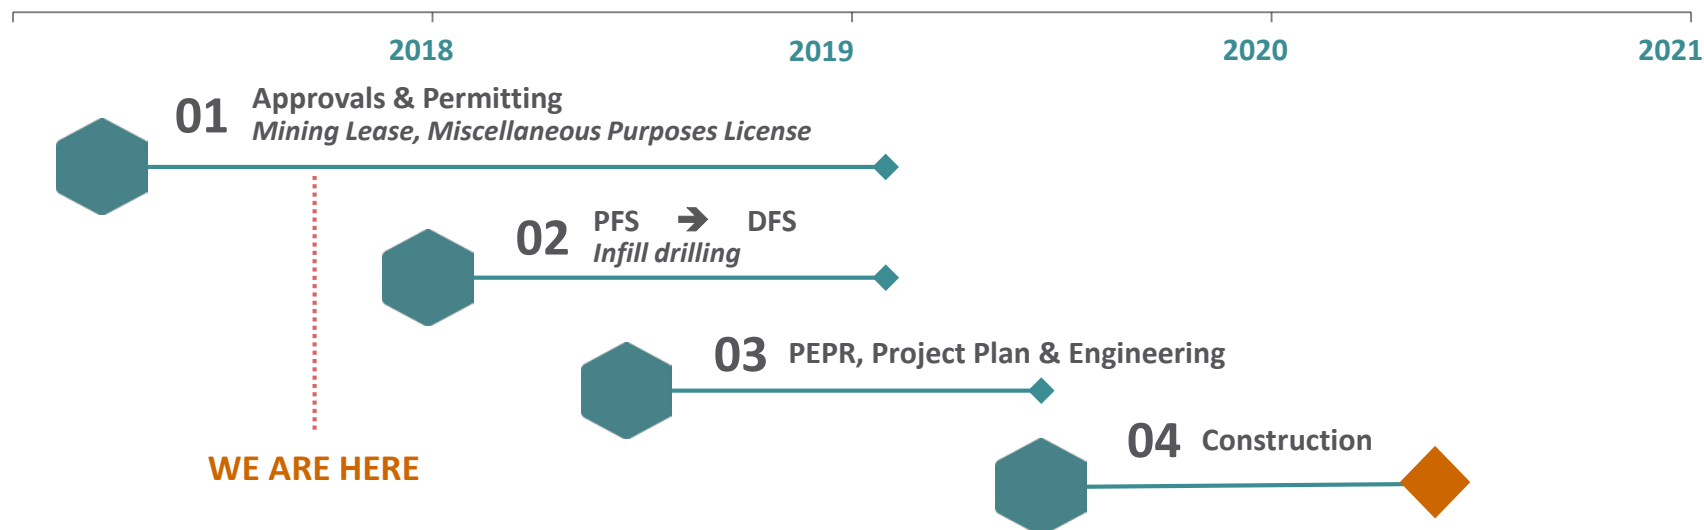 2018 2019 2020 2021
01 Approvals & Permitting
Mining Lease, Miscellaneous Purposes License
02 PFS ➔ DFS
Infill drilling
03 PEPR, Project Plan & Engineering
04 Construction
WE ARE HERE